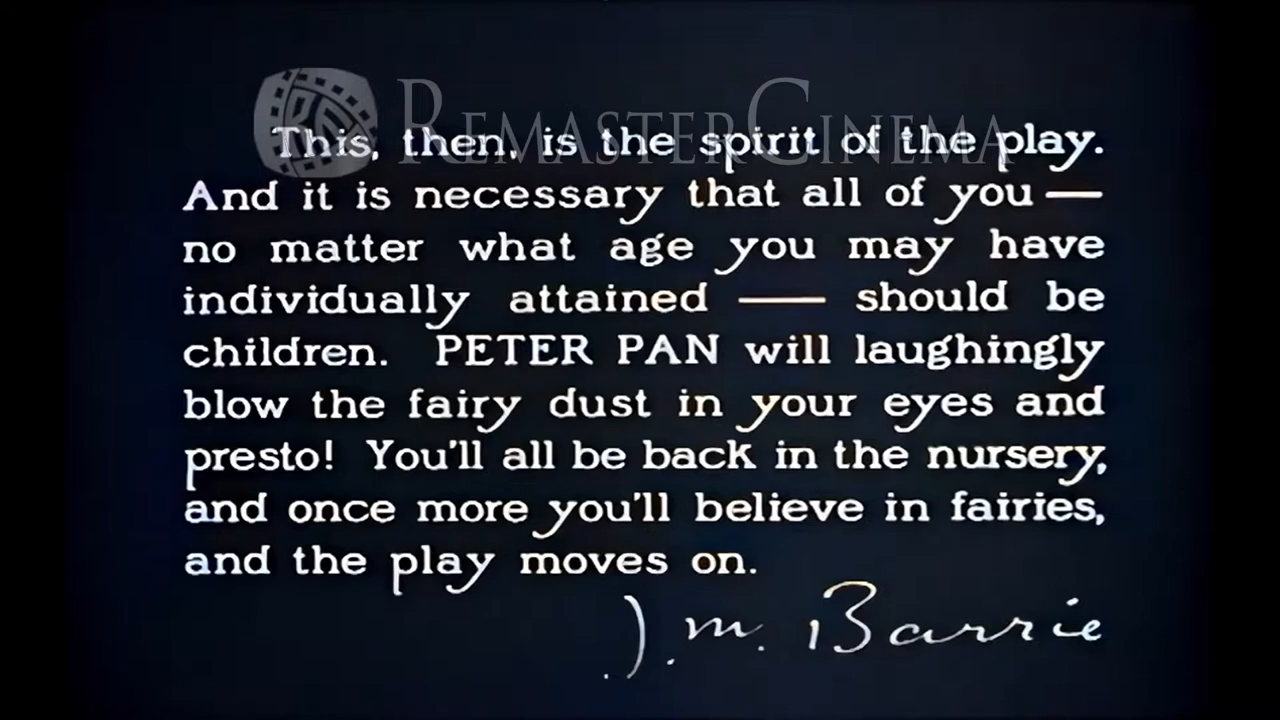 REMASTERCINEMA
This, then, is the spirit of the play.
And it is necessary that all of you —
no matter what age you may have
individually attained — should be
children. PETER PAN will laughingly
blow the fairy dust in your eyes and
presto! You'll all be back in the nursery,
and once more you'll believe in fairies,
and the play moves on.
J. m. Barrie